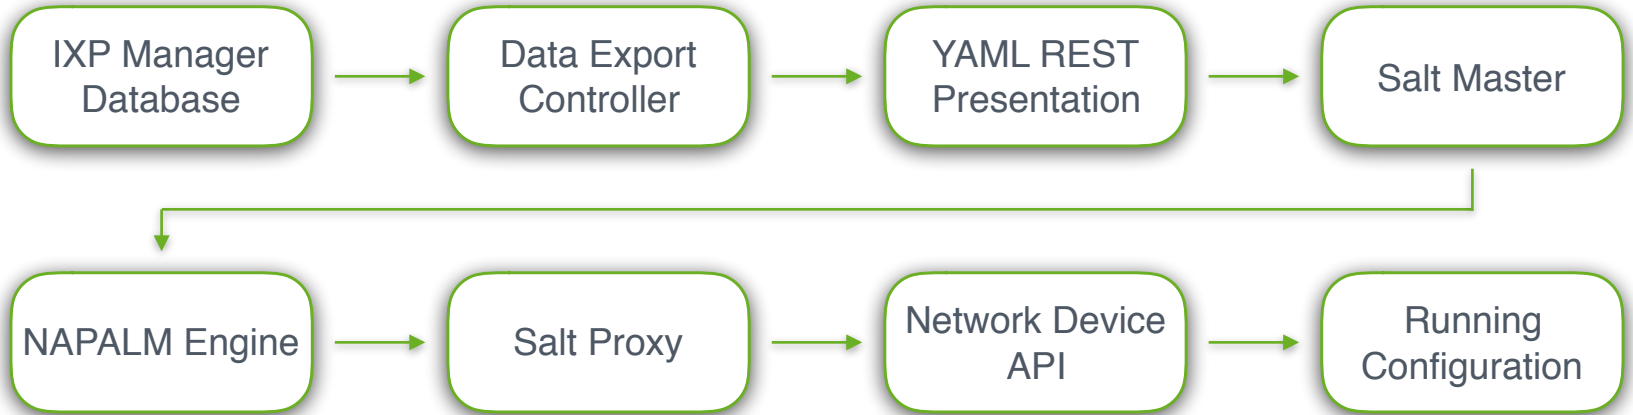 IXP Manager
Database
Data Export
Controller
YAML REST
Presentation
Salt Master
NAPALM Engine
Salt Proxy
Network Device
API
Running
Configuration